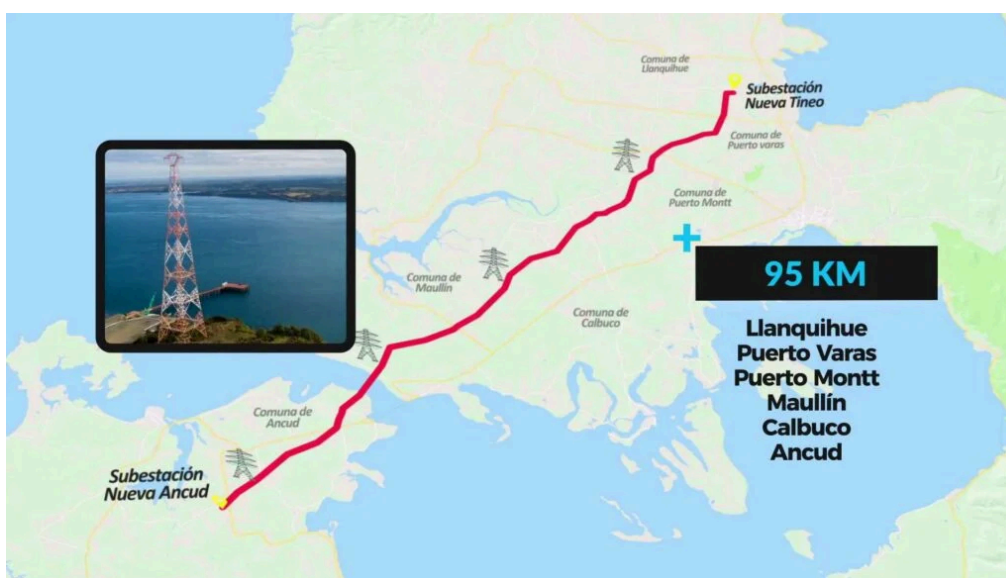 Comuna de
Llanquihue
Subestación
Nueva Tineo
Comuna de
Puerto varas
Comuna de
Puerto Montt
95 KM
Llanquihue
Puerto Varas
Puerto Montt
Maullín
Calbuco
Ancud
Comuna de
Maullín
Comuna de
Calbuco
Comuna de
Ancud
Subestación
Nueva Ancud